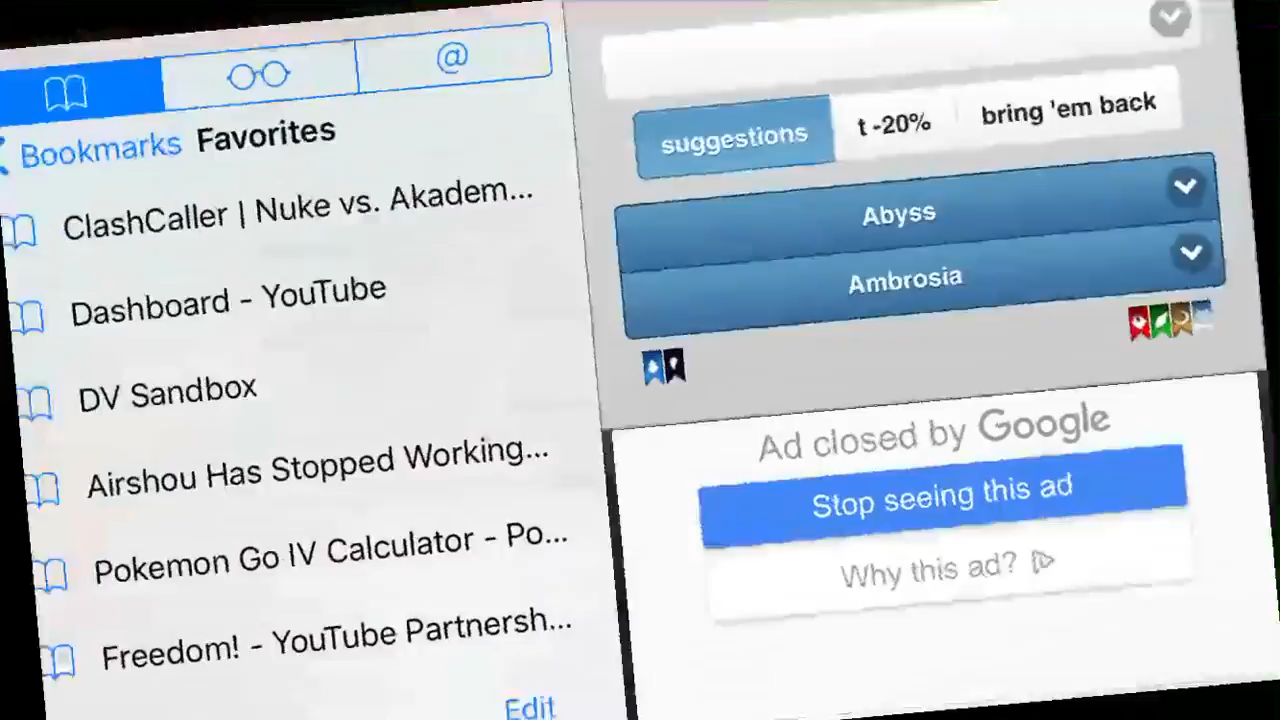 @
Bookmarks Favorites
ClashCaller | Nuke vs. Akadem...
Dashboard - YouTube
DV Sandbox
Airshou Has Stopped Working...
Pokemon Go IV Calculator - Po...
Freedom! - YouTube Partnersh...
Edit
suggestions t -20% bring 'em back
Abyss
Ambrosia
Ad closed by Google
Stop seeing this ad
Why this ad?